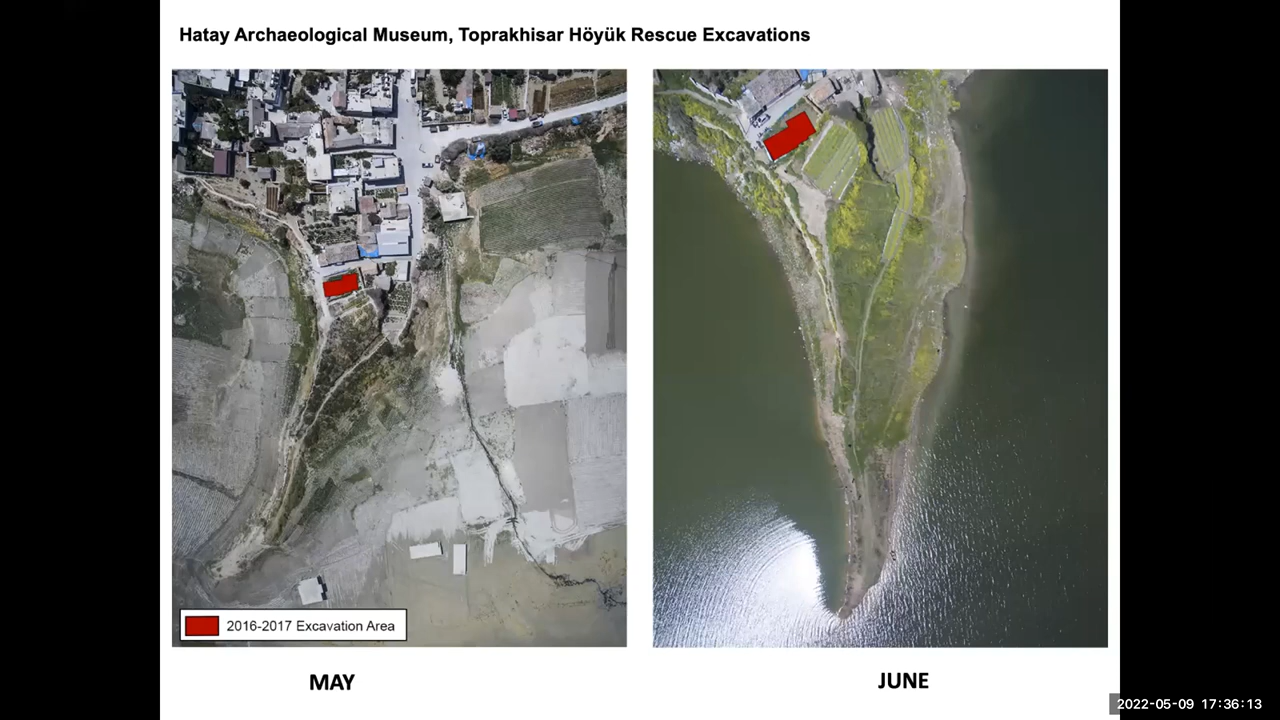 Hatay Archaeological Museum, Toprakhisar Höyük Rescue Excavations
2016-2017 Excavation Area
MAY
JUNE
2022-05-09 17:36:13